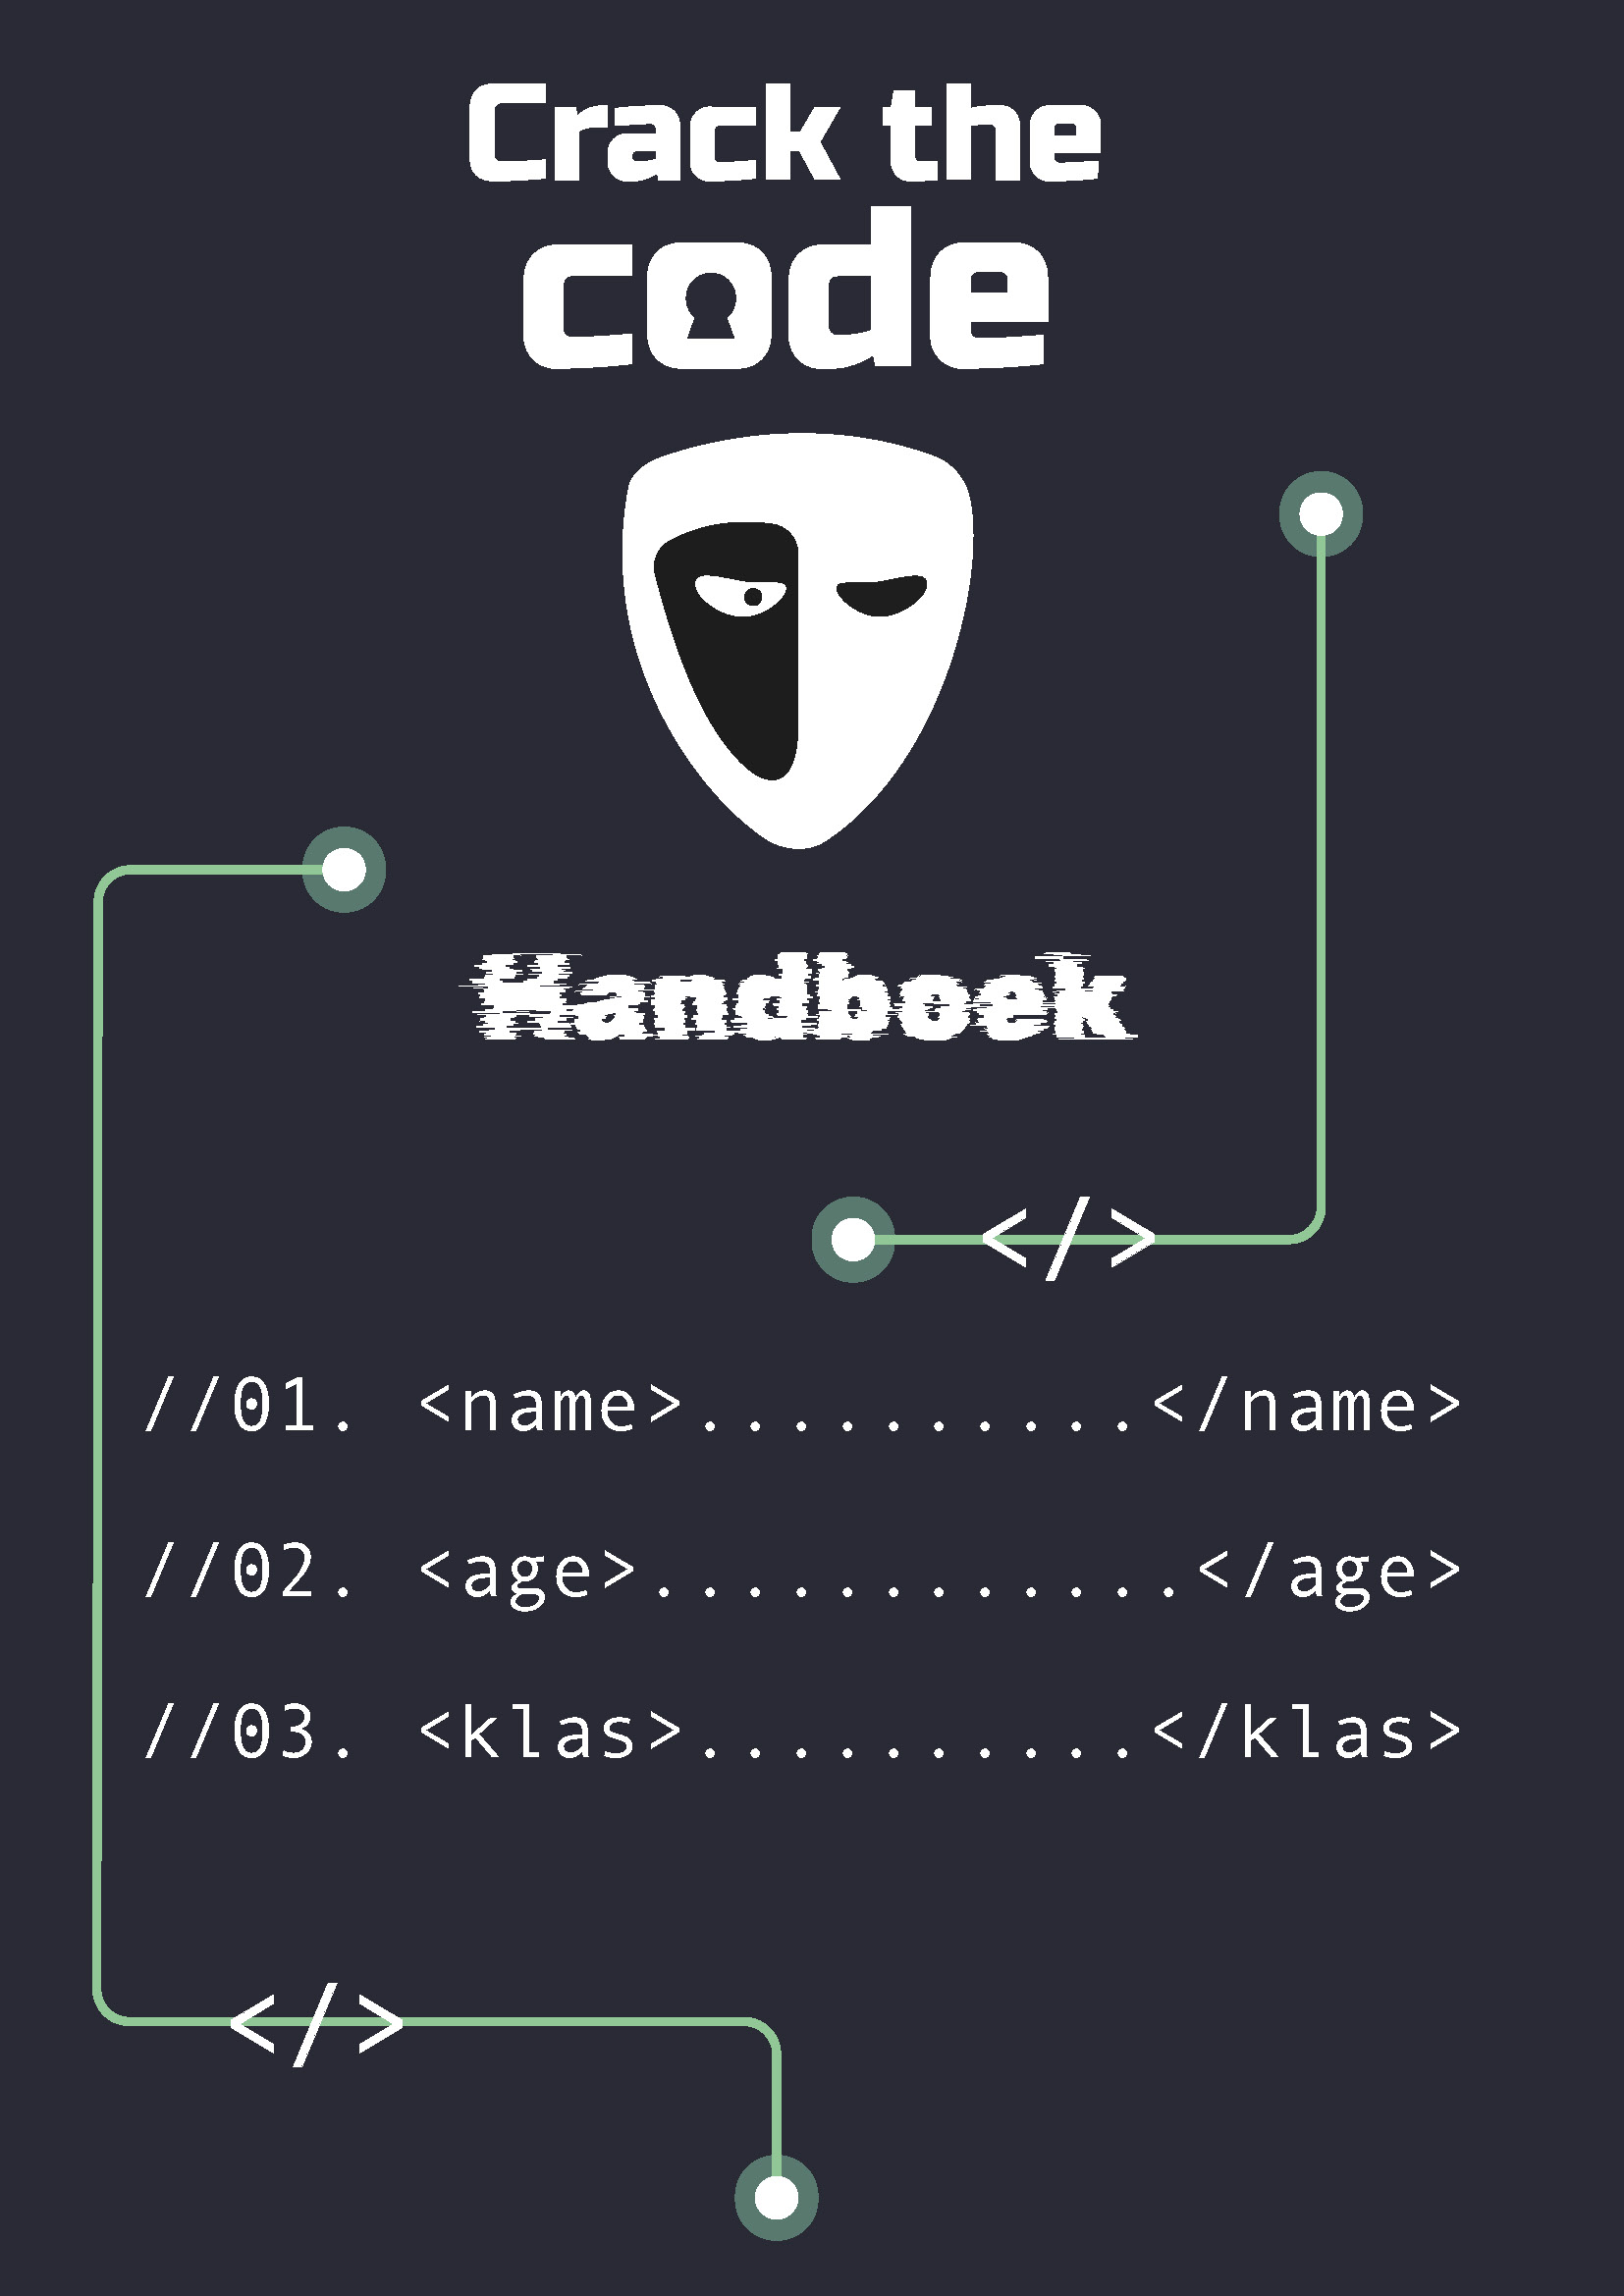 Crack the
code
Handboek
</>
//01. <name>..........</name>
//02. <age>............</age>
//03. <klas>..........</klas>
</>